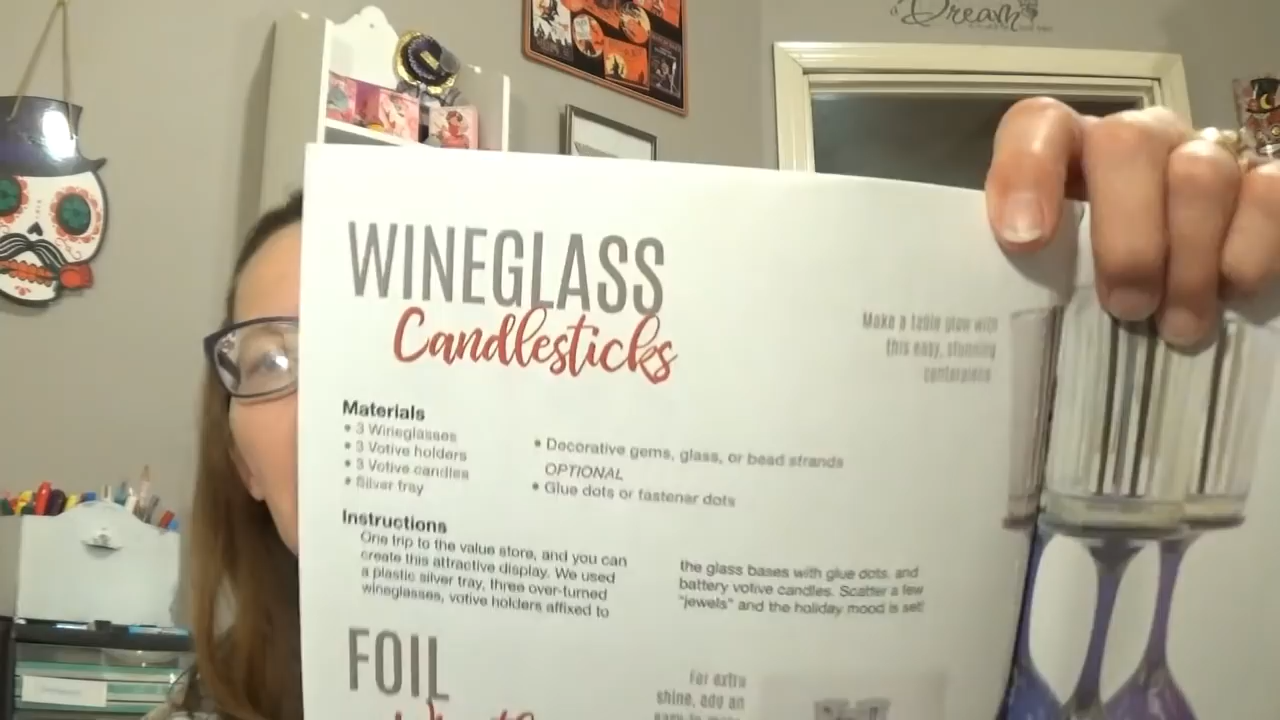 Dream
WINEGLASS
Candlesticks
Make a table glow with
this easy, stunning
centerpiece
Materials
• 3 Wineglasses
• 3 Votive holders
• 3 Votive candles
• Silver tray
• Decorative gems, glass, or bead strands
OPTIONAL
• Glue dots or fastener dots
Instructions
One trip to the value store, and you can
create this attractive display. We used
a plastic silver tray, three over-turned
wineglasses, votive holders affixed to
the glass bases with glue dots, and
battery votive candles. Scatter a few
"jewels" and the holiday mood is set!
FOIL
For extra
shine, add an